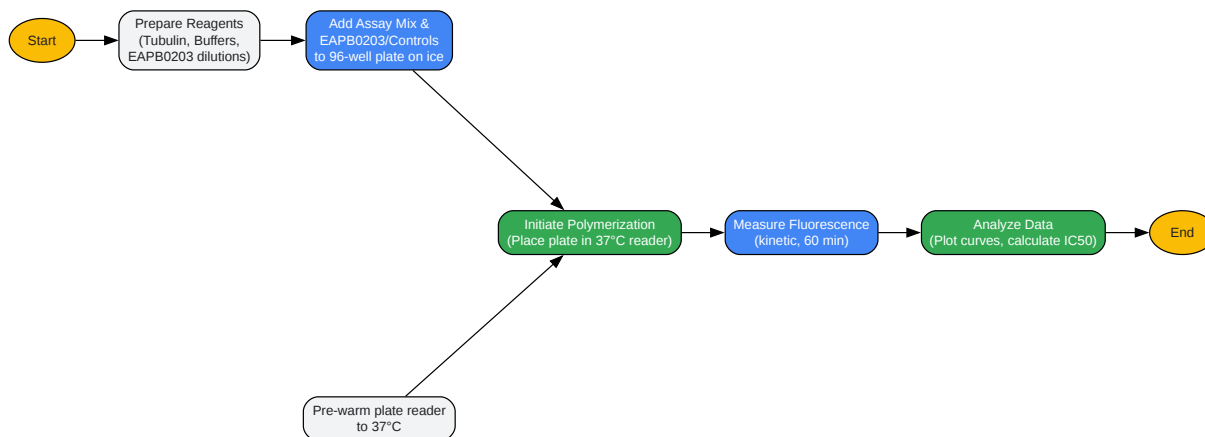 Start
Prepare Reagents
(Tubulin, Buffers,
EAPB0203 dilutions)
Add Assay Mix &
EAPB0203/Controls
to 96-well plate on ice
Initiate Polymerization
(Place plate in 37°C reader)
Measure Fluorescence
(kinetic, 60 min)
Analyze Data
(Plot curves, calculate IC50)
End
Pre-warm plate reader
to 37°C